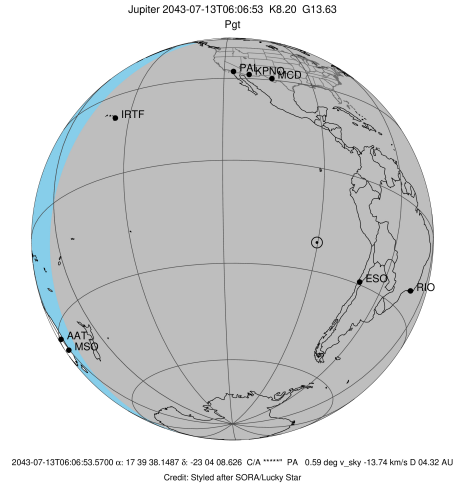 Jupiter 2043-07-13T06:06:53 K8.20 G13.63
Pgt
PAL KPNO MCD
IRTF
ESO
RIO
AAT
MSO
2043-07-13T06:06:53.5700 α: 17 39 38.1487 δ: -23 04 08.626 C/A *****" PA 0.59 deg v_sky -13.74 km/s D 04.32 AU
Credit: Styled after SORA/Lucky Star